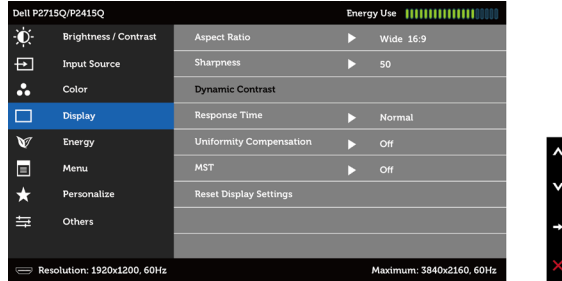 Dell P2715Q/P2415Q Energy Use
Brightness / Contrast Aspect Ratio Wide 16:9
Input Source Sharpness 50
Color Dynamic Contrast
Display Response Time Normal
Energy Uniformity Compensation Off
Menu MST Off
Personalize Reset Display Settings
Others
Resolution: 1920x1200, 60Hz Maximum: 3840x2160, 60Hz